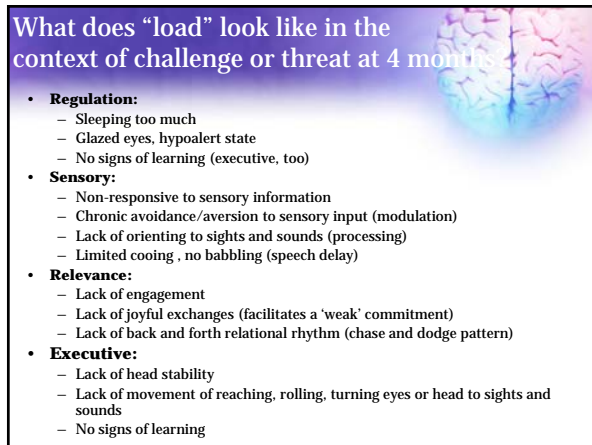 What does “load” look like in the
context of challenge or threat at 4 months?
• Regulation:
– Sleeping too much
– Glazed eyes, hypoalert state
– No signs of learning (executive, too)
• Sensory:
– Non-responsive to sensory information
– Chronic avoidance/aversion to sensory input (modulation)
– Lack of orienting to sights and sounds (processing)
– Limited cooing , no babbling (speech delay)
• Relevance:
– Lack of engagement
– Lack of joyful exchanges (facilitates a ‘weak’ commitment)
– Lack of back and forth relational rhythm (chase and dodge pattern)
• Executive:
– Lack of head stability
– Lack of movement of reaching, rolling, turning eyes or head to sights and
sounds
– No signs of learning